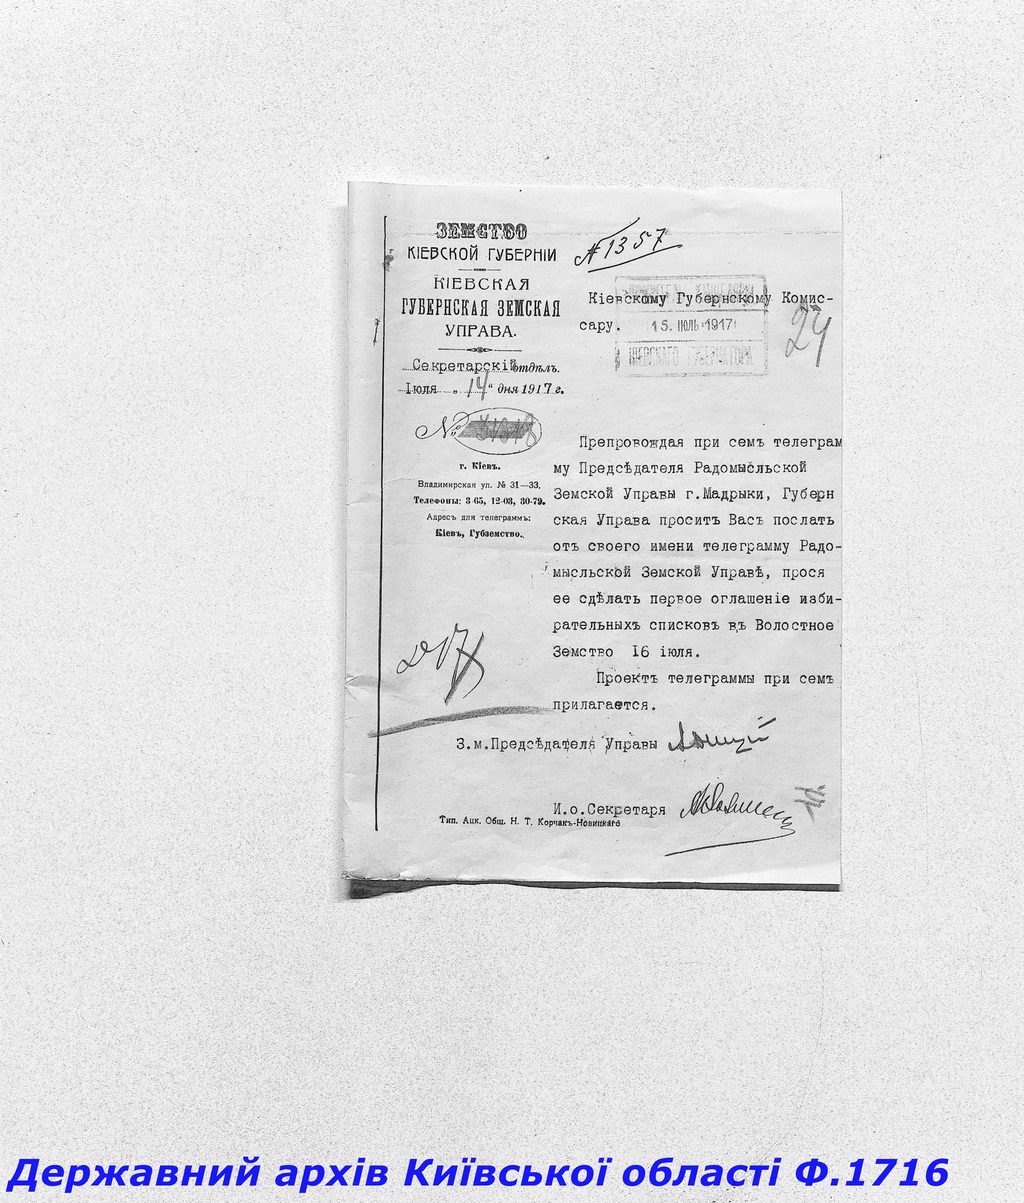 ЗЕМСТВО
КІЕВСКОЙ ГУБЕРНІИ
КІЕВСКАЯ
ГУБЕРНСКАЯ ЗЕМСКАЯ
УПРАВА.
Секретарскій отдѣлъ.
Іюля „14" дня 1917 г.
№
г. Кіевъ.
Владимирская ул. № 31—33.
Телефоны: 3-65, 12-03, 30-79.
Адресъ для телеграммъ:
Кіевъ, Губземство.
№1357
Кіевскому Губернскому Комис-
сару.
15. ІЮЛЬ 1917
КІЕВСКАГО
24
Препровождая при семъ телеграм
му Предсѣдателя Радомысльской
Земской Управы г.Мадрыки, Губерн
ская Управа проситъ Васъ послать
отъ своего имени телеграмму Радо-
мысльской Земской Управѣ, прося
ее сдѣлать первое оглашеніе изби-
рательныхъ списковъ въ Волостное
Земство 16 іюля.
Проектъ телеграммы при семъ
прилагается.
З.м.Предсѣдателя Управы
И.о.Секретаря
Тип. Акц. Общ. Н. Т. Корчакъ-Новицкаго
Державний архів Київської області Ф.1716